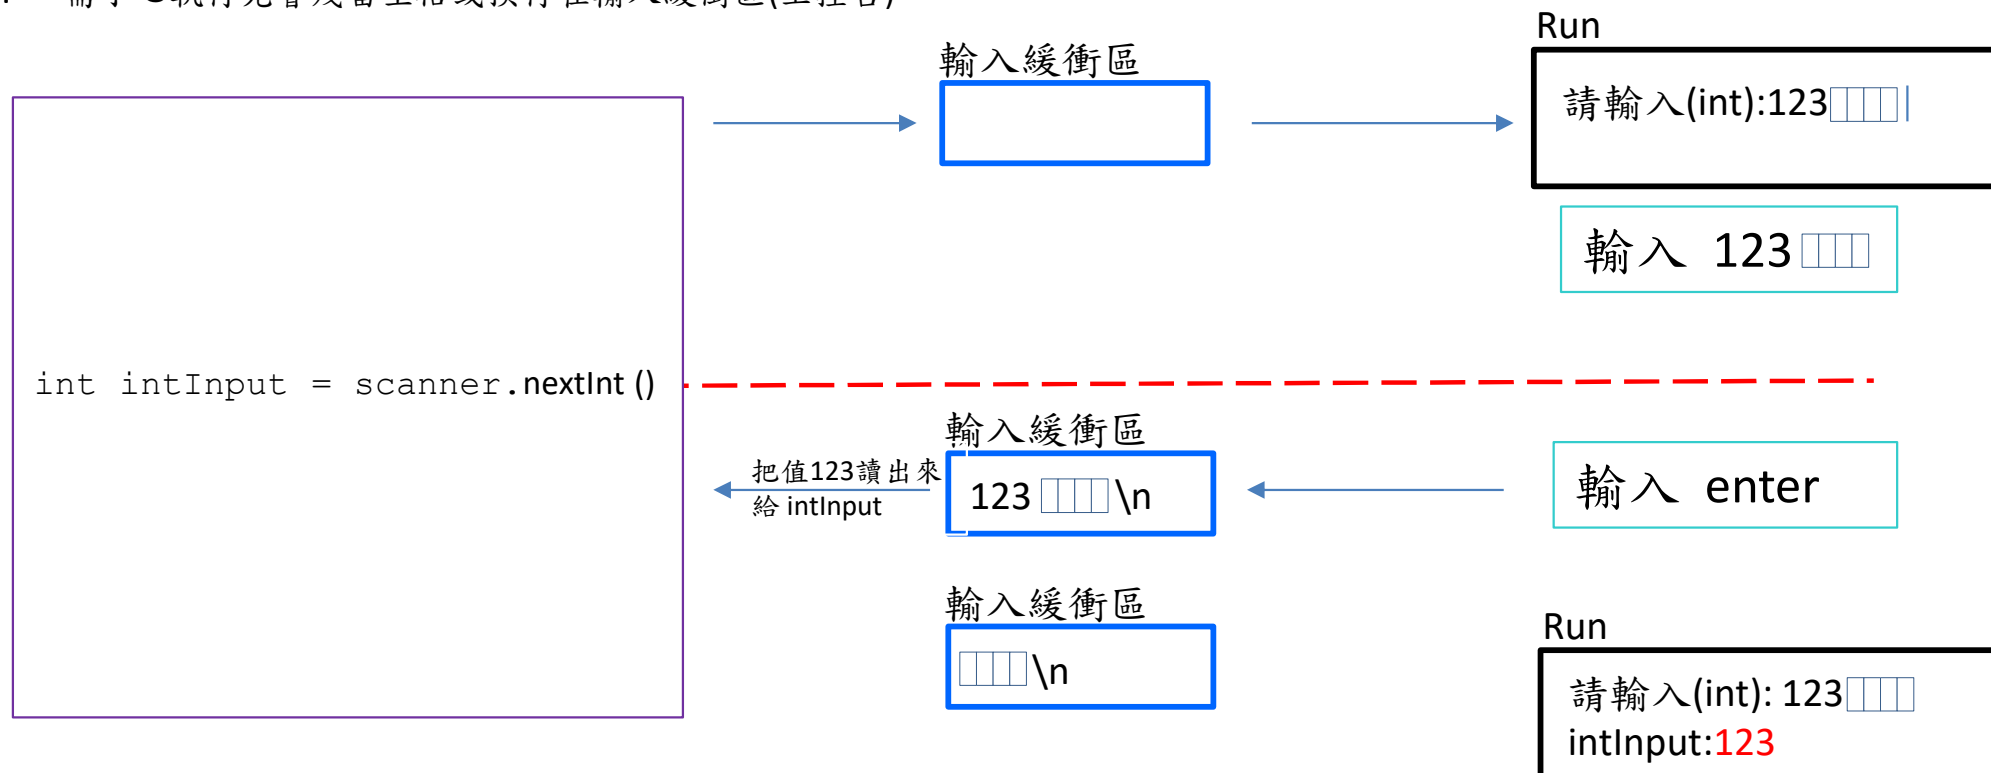 輸入緩衝區
Run
請輸入(int):123
輸入 123
int intInput = scanner.nextInt ()
輸入緩衝區
把值123讀出來
給 intInput
123 \n
輸入 enter
輸入緩衝區
\n
Run
請輸入(int): 123
intInput:123